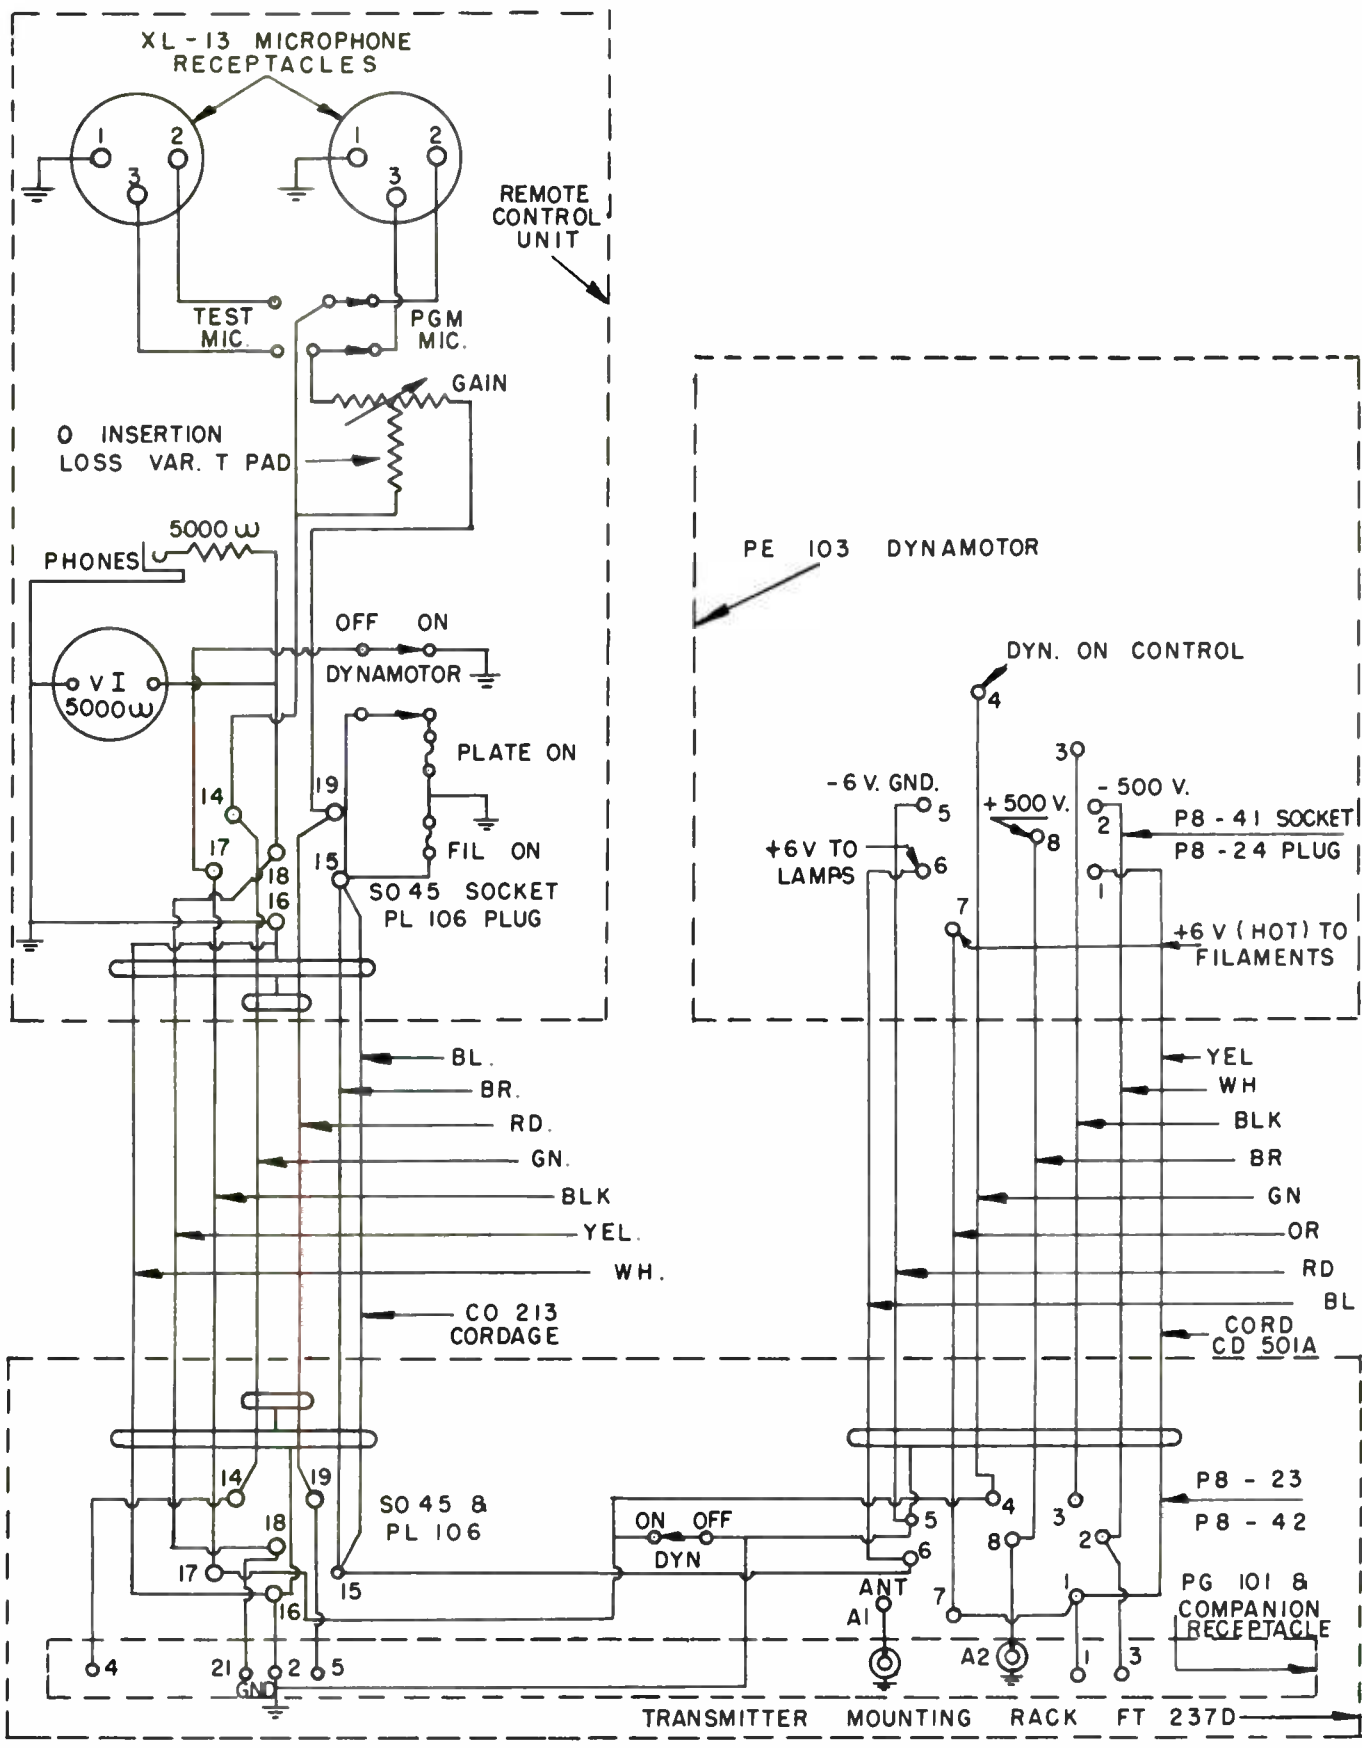 XL-13 MICROPHONE
RECEPTACLES
1
2
3
1
2
3
REMOTE
CONTROL
UNIT
TEST
MIC.
PGM
MIC.
GAIN
O INSERTION
LOSS VAR. T PAD
5000 ω
PHONES
OFF ON
DYNAMOTOR
VI
5000ω
PLATE ON
14
19
17
18
15
FIL ON
16
SO 45 SOCKET
PL 106 PLUG
PE 103 DYNAMOTOR
DYN. ON CONTROL
4
3
-6 V. GND.
5
+500 V.
8
-500 V.
2
P8-41 SOCKET
P8-24 PLUG
+6V TO
LAMPS
6
1
7
+6 V (HOT) TO
FILAMENTS
BL.
BR.
RD.
GN.
BLK
YEL.
WH.
CO 213
CORDAGE
YEL
WH
BLK
BR
GN
OR
RD
BL
CORD
CD 501A
14
19
SO 45 &
PL 106
18
17
16
15
ON OFF
DYN
4
5
6
3
8
2
P8-23
P8-42
ANT
A1
7
1
A2
PG 101 &
COMPANION
RECEPTACLE
4
21
2
5
GND
1
3
TRANSMITTER MOUNTING RACK FT 237D